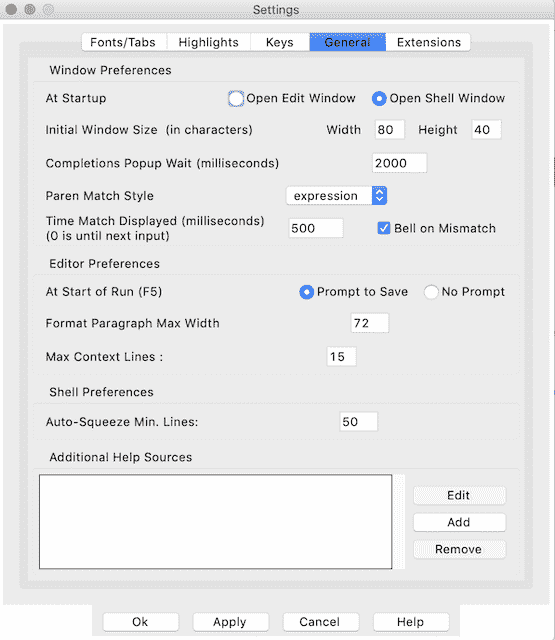 Settings
Fonts/Tabs Highlights Keys General Extensions
Window Preferences
At Startup Open Edit Window Open Shell Window
Initial Window Size (in characters) Width 80 Height 40
Completions Popup Wait (milliseconds) 2000
Paren Match Style expression
Time Match Displayed (milliseconds)
(0 is until next input) 500 Bell on Mismatch
Editor Preferences
At Start of Run (F5) Prompt to Save No Prompt
Format Paragraph Max Width 72
Max Context Lines : 15
Shell Preferences
Auto-Squeeze Min. Lines: 50
Additional Help Sources
Edit
Add
Remove
Ok Apply Cancel Help